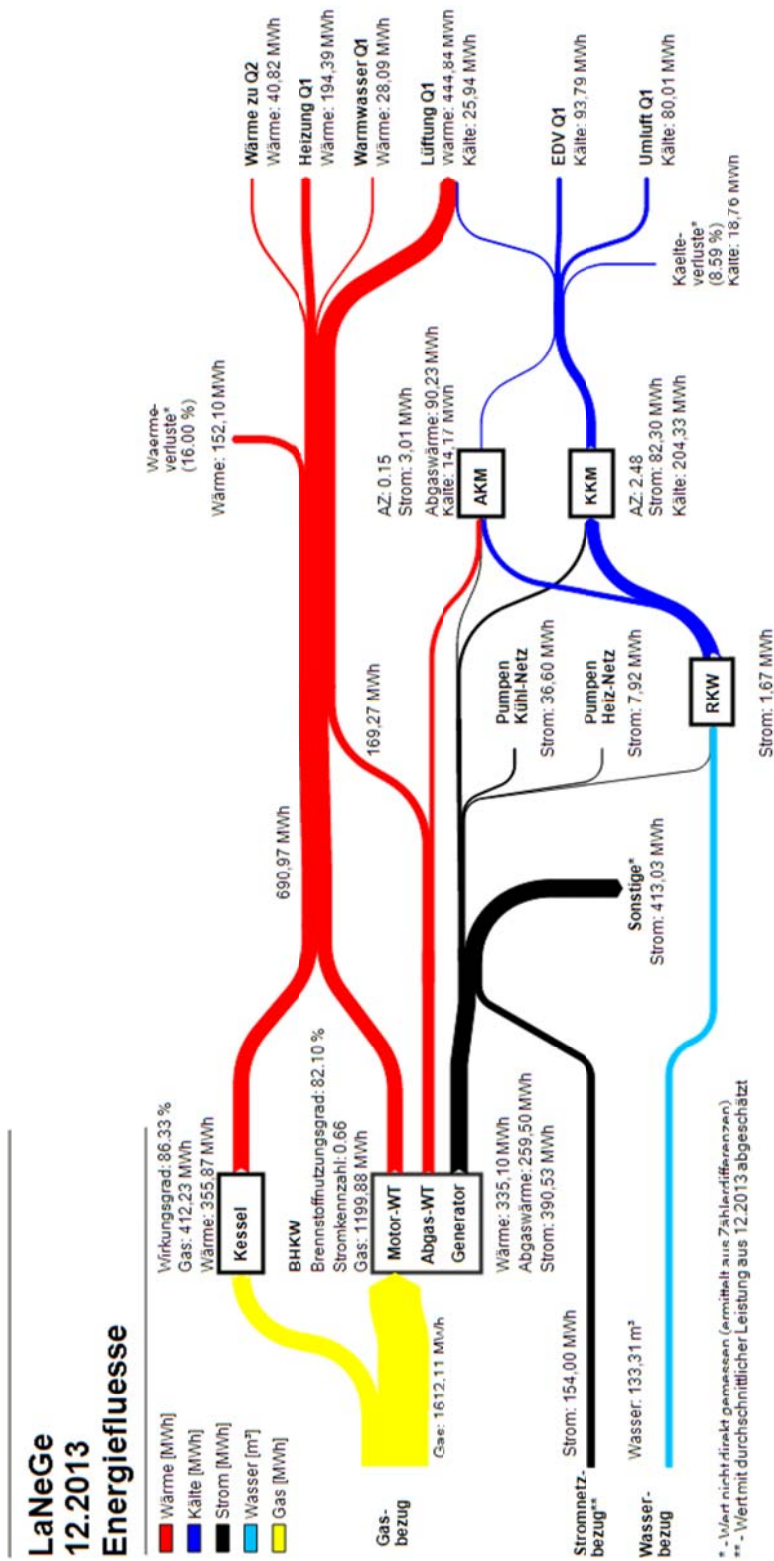 LaNeGe
12.2013
Energiefluesse
Wärme [MWh]
Kälte [MWh]
Strom [MWh]
Wasser [m³]
Gas [MWh]
Gas-
bezug
Gas: 1612,11 MWh
Wirkungsgrad: 86.33 %
Gas: 412,23 MWh
Wärme: 355,87 MWh
Kessel
BHKW
Brennstoffnutzungsgrad: 82.10 %
Stromkennzahl: 0.66
Gas: 1199,88 MWh
Motor-WT
Abgas-WT
Generator
Wärme: 335,10 MWh
Abgaswärme: 259,50 MWh
Strom: 390,53 MWh
Stromnetz-
bezug**
Strom: 154,00 MWh
Wasser-
bezug
Wasser: 133,31 m³
690,97 MWh
169,27 MWh
Waerme-
verluste*
(16.00 %)
Wärme: 152,10 MWh
Wärme zu Q2
Wärme: 40,82 MWh
Heizung Q1
Wärme: 194,39 MWh
Warmwasser Q1
Wärme: 28,09 MWh
Lüftung Q1
Wärme: 444,84 MWh
Kälte: 25,94 MWh
AZ: 0.15
Strom: 3,01 MWh
Abgaswärme: 90,23 MWh
Kälte: 14,17 MWh
AKM
KKM
AZ: 2.48
Strom: 82,30 MWh
Kälte: 204,33 MWh
EDV Q1
Kälte: 93,79 MWh
Umluft Q1
Kälte: 80,01 MWh
Kaelte-
verluste*
(8.59 %)
Kälte: 18,76 MWh
Pumpen
Kühl-Netz
Strom: 36,60 MWh
Pumpen
Heiz-Netz
Strom: 7,92 MWh
Sonstige*
Strom: 413,03 MWh
RKW
Strom: 1,67 MWh
* - Wert nicht direkt gemessen (ermittelt aus Zählerdifferenzen)
** - Wert mit durchschnittlicher Leistung aus 12.2013 abgeschätzt